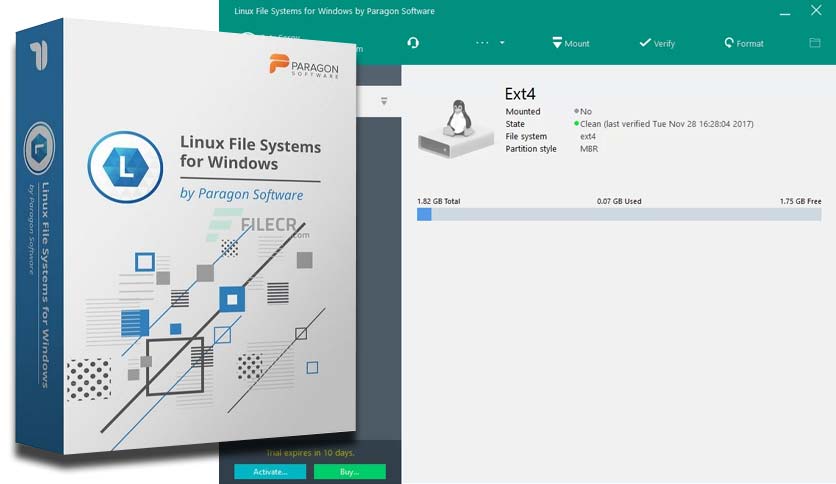 Linux File Systems for Windows by Paragon Software
Mount
Verify
Format
PARAGON
SOFTWARE
Linux File Systems
for Windows
by Paragon Software
FILECR
.com
Linux File Systems for Windows
by Paragon Software
Ext4
Mounted No
State Clean (last verified Tue Nov 28 16:28:04 2017)
File system ext4
Partition style MBR
1.82 GB Total 0.07 GB Used 1.75 GB Free
Trial expires in 10 days.
Activate... Buy...